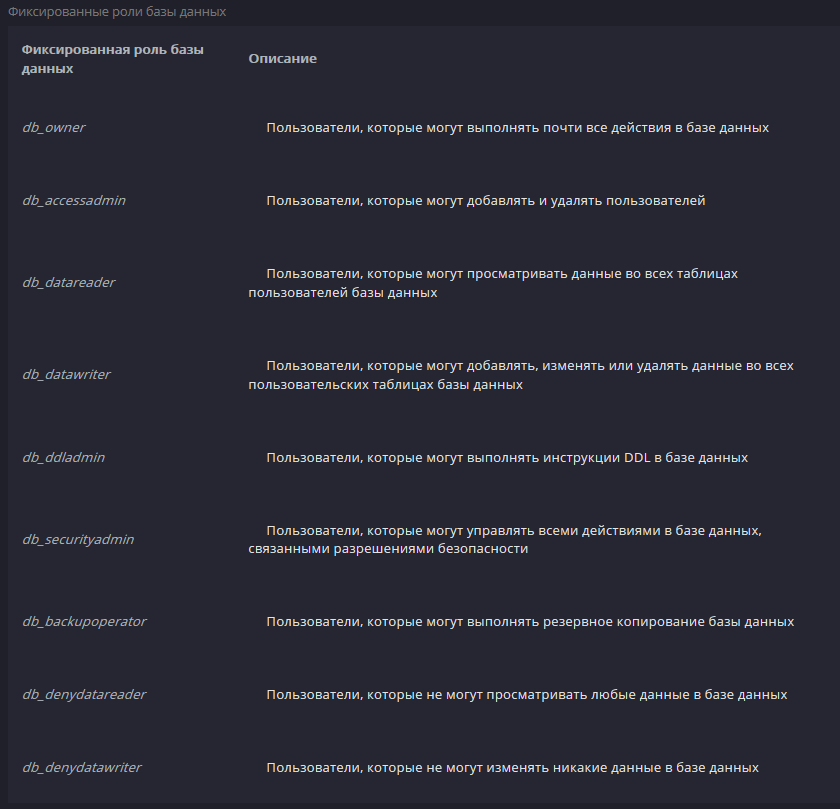 Фиксированные роли базы данных
Фиксированная роль базы
данных
Описание
db_owner
Пользователи, которые могут выполнять почти все действия в базе данных
db_accessadmin
Пользователи, которые могут добавлять и удалять пользователей
db_datareader
Пользователи, которые могут просматривать данные во всех таблицах
пользователей базы данных
db_datawriter
Пользователи, которые могут добавлять, изменять или удалять данные во всех
пользовательских таблицах базы данных
db_ddladmin
Пользователи, которые могут выполнять инструкции DDL в базе данных
db_securityadmin
Пользователи, которые могут управлять всеми действиями в базе данных,
связанными разрешениями безопасности
db_backupoperator
Пользователи, которые могут выполнять резервное копирование базы данных
db_denydatareader
Пользователи, которые не могут просматривать любые данные в базе данных
db_denydatawriter
Пользователи, которые не могут изменять никакие данные в базе данных